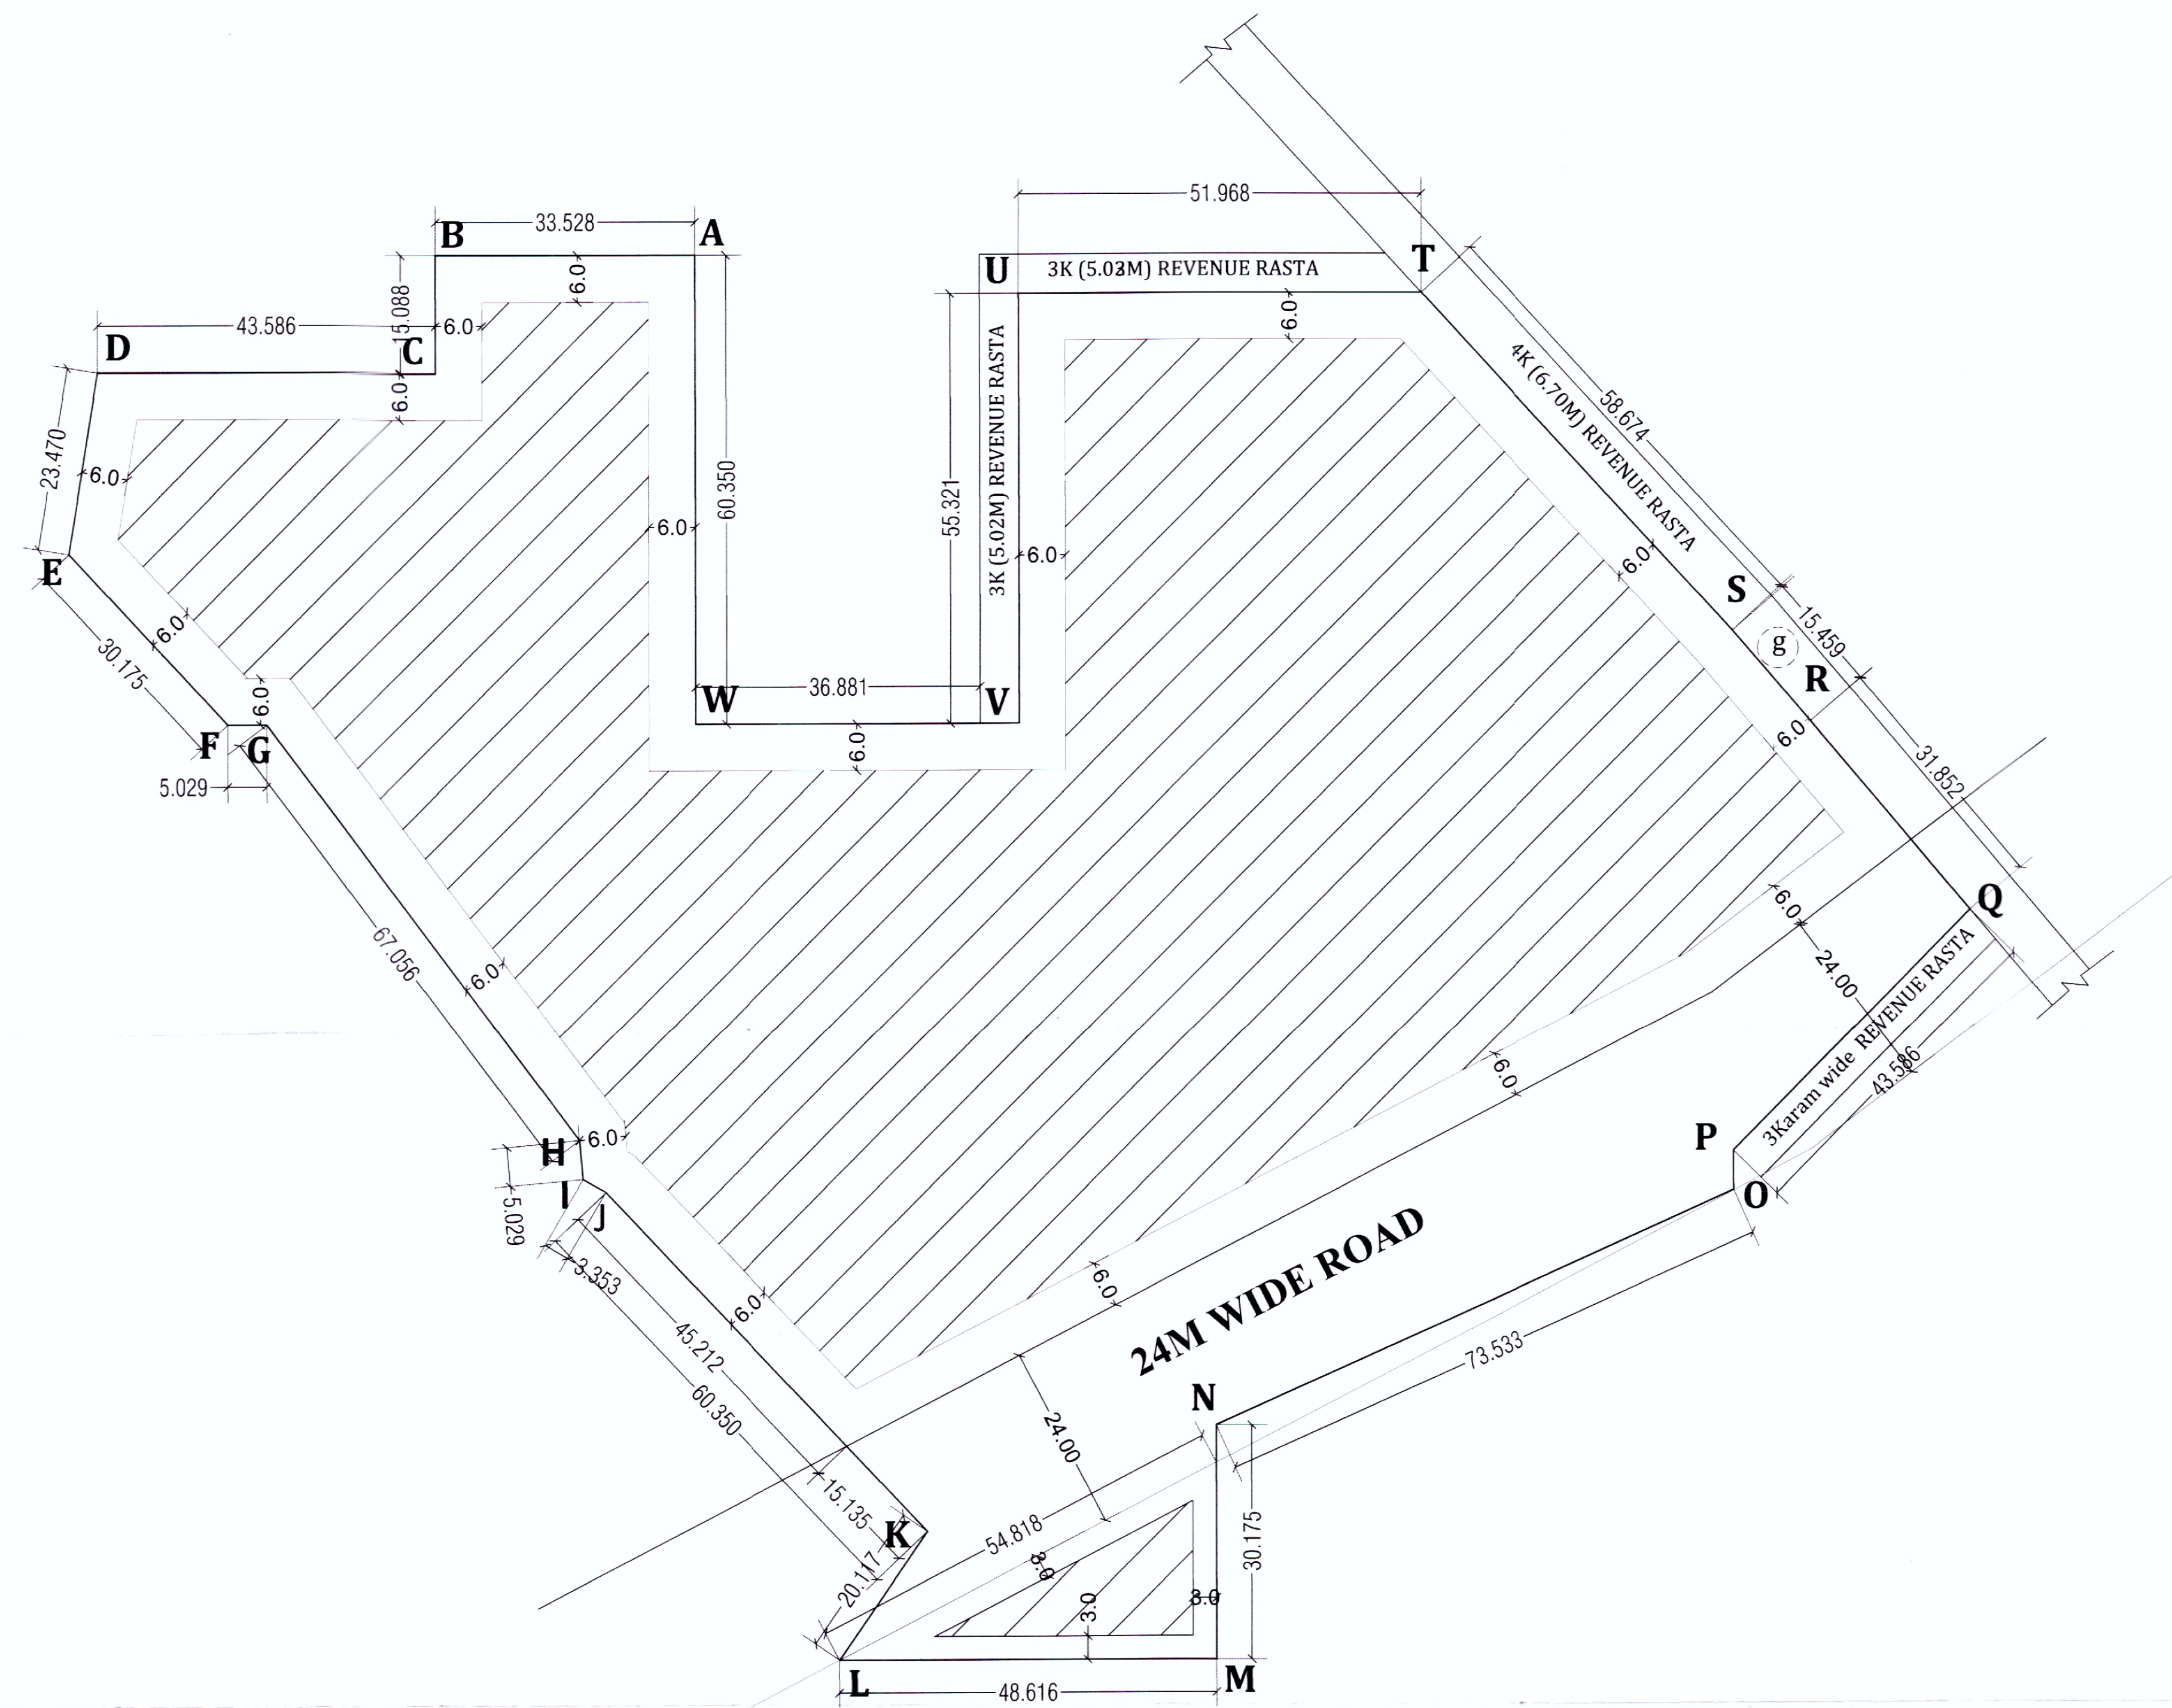 51.968
B
33.528
A
U
3K (5.03M) REVENUE RASTA
T
6.0
15.088
43.586
6.0
6.0
D
C
6.0
4K (6.70M) REVENUE RASTA
58.674
23.470
6.0
6.0
60.350
55.321
3K (5.02M) REVENUE RASTA
6.0
6.0
E
S
15.459
g
6.0
30.175
36.881
R
6.0
W
V
6.0
6.0
F
G
31.852
5.029
Q
6.0
67.056
6.0
24.00
3Karam wide REVENUE RASTA
43.586
6.0
P
H
6.0
I
J
O
5.029
3.353
6.0
6.0
24M WIDE ROAD
45.212
60.350
73.533
N
24.00
15.135
K
54.818
30.175
20.117
3.0
3.0
3.0
L
M
48.616